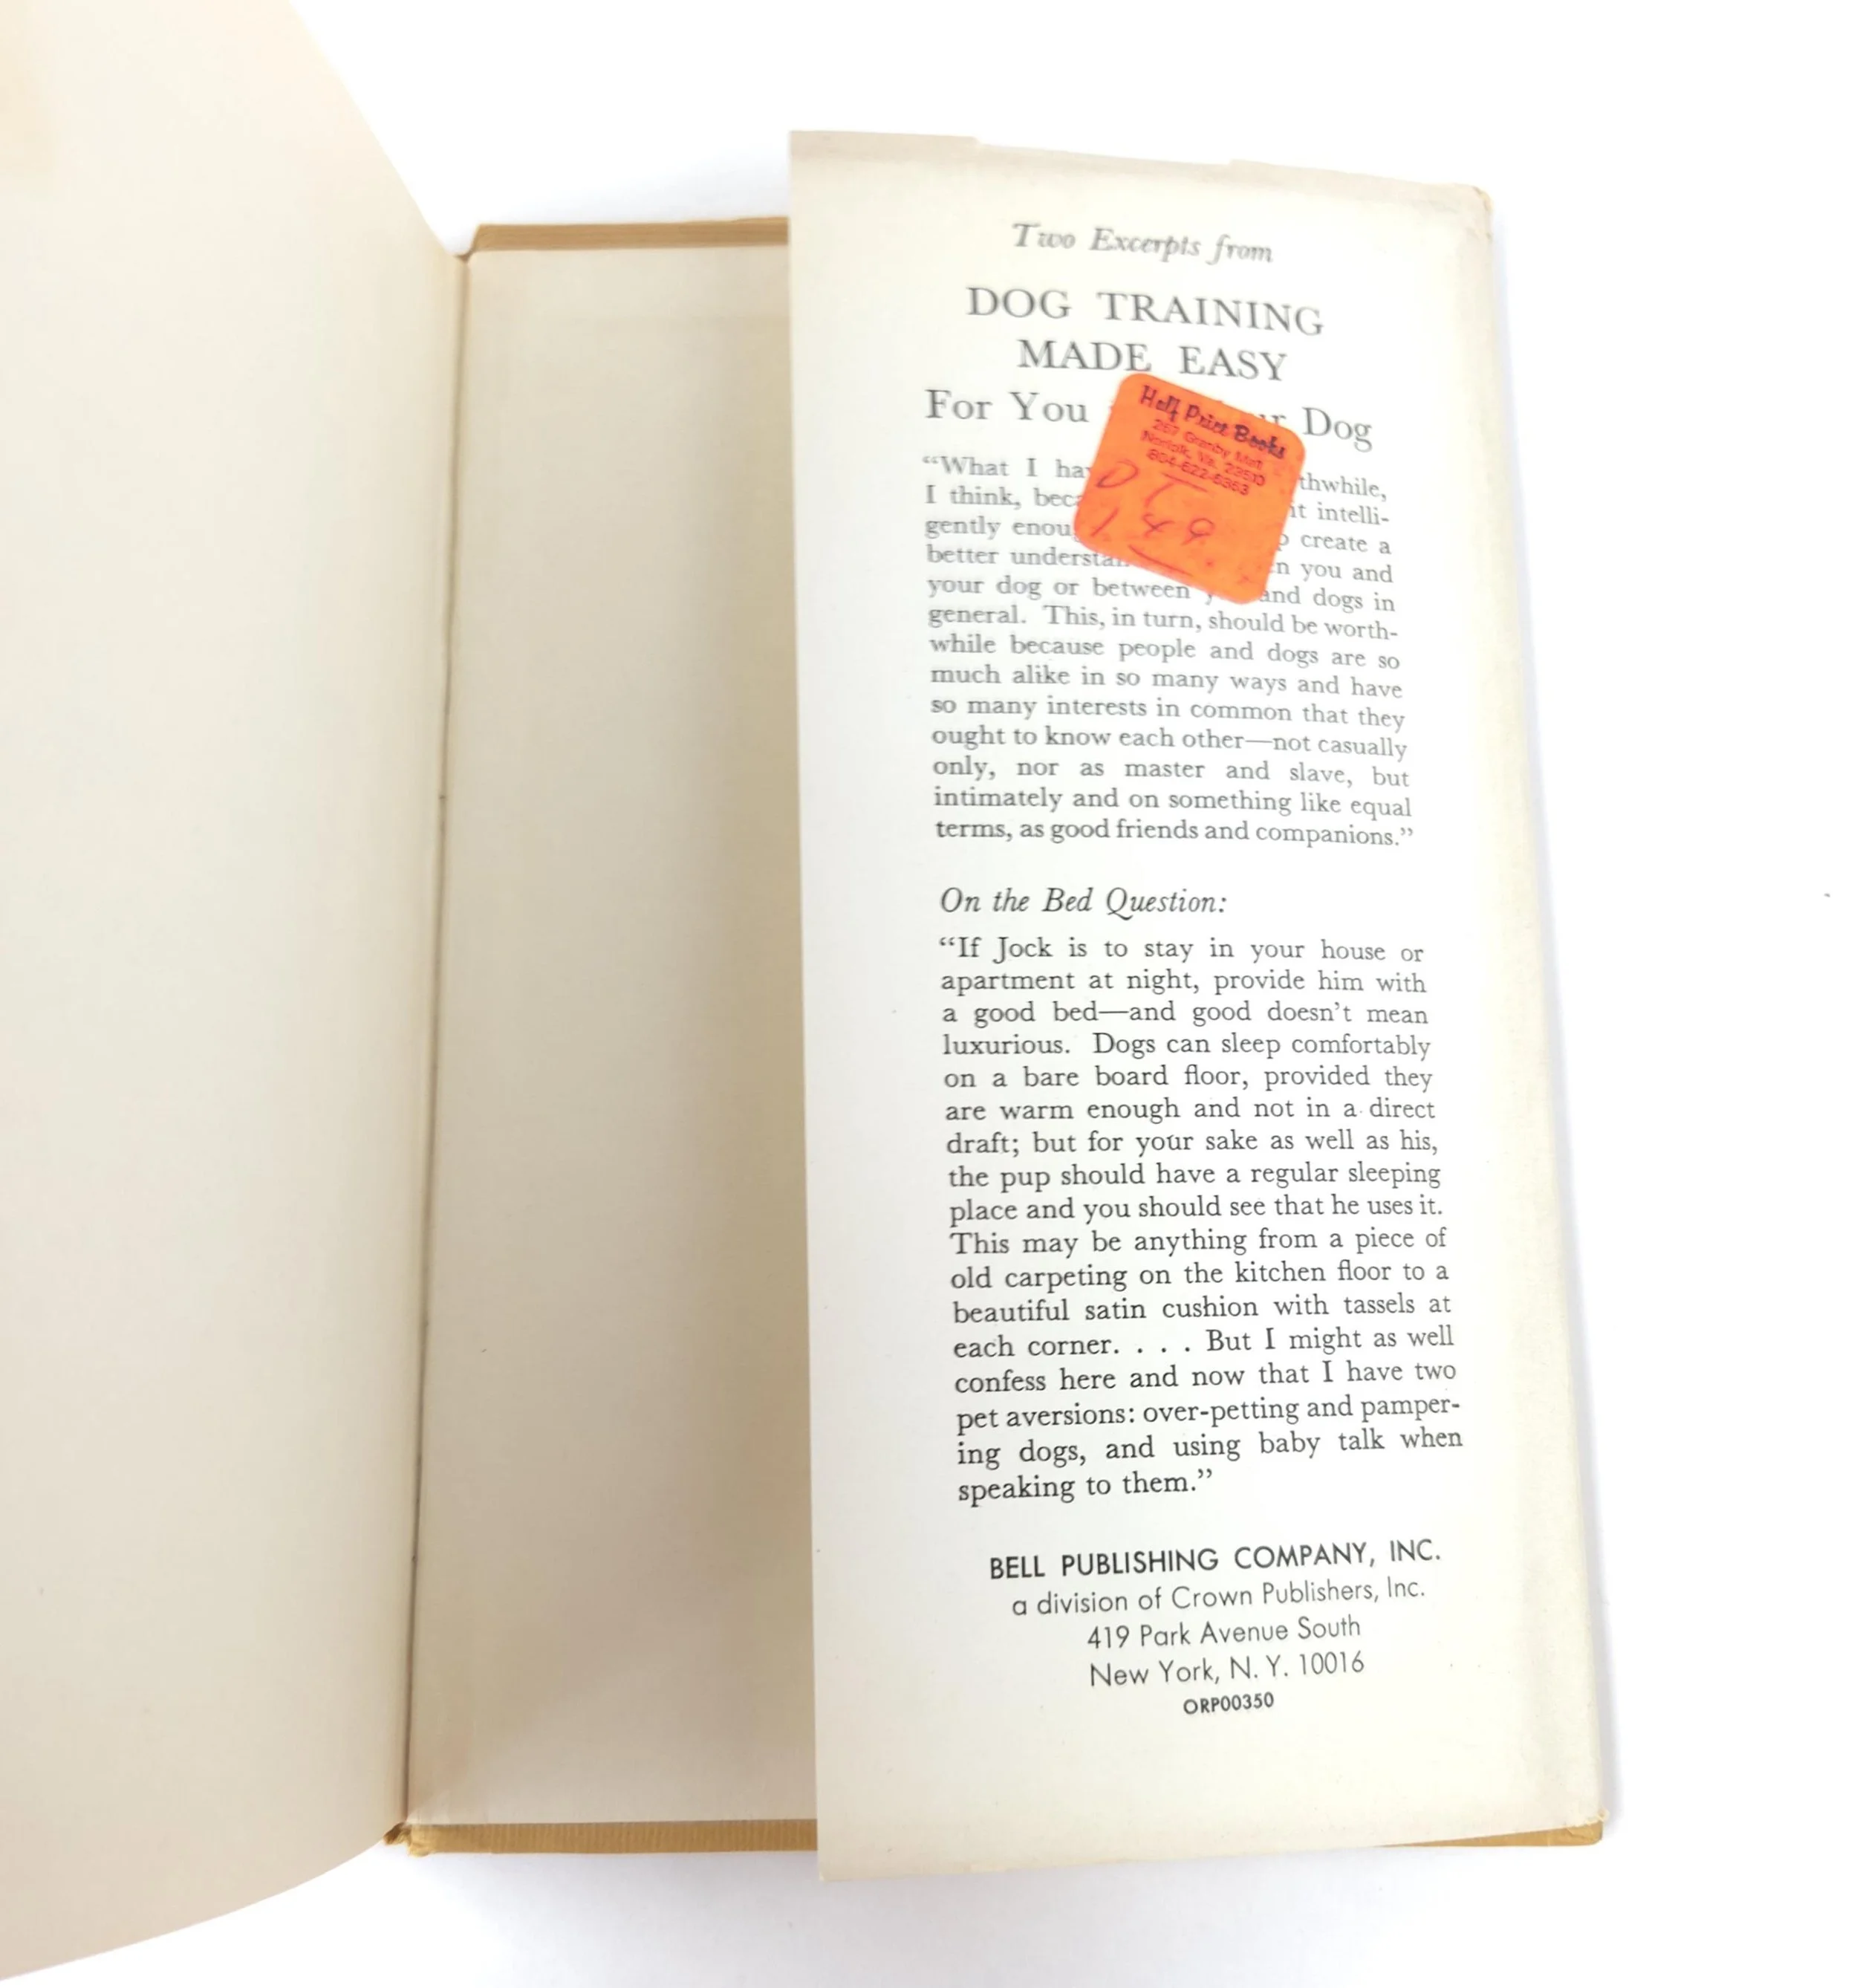 Two Excerpts from
DOG TRAINING
MADE EASY
For You Dog
Half Price Books
267 Granby Mall
Norfolk, Va. 23510
804-622-5363
D
1.49
"What I thwhile,
I think, it intelli-
gently create a
better you and
your dog or between and dogs in
general. This, in turn, should be worth-
while because people and dogs are so
much alike in so many ways and have
so many interests in common that they
ought to know each other—not casually
only, nor as master and slave, but
intimately and on something like equal
terms, as good friends and companions."
On the Bed Question:
"If Jock is to stay in your house or
apartment at night, provide him with
a good bed—and good doesn't mean
luxurious. Dogs can sleep comfortably
on a bare board floor, provided they
are warm enough and not in a direct
draft; but for your sake as well as his,
the pup should have a regular sleeping
place and you should see that he uses it.
This may be anything from a piece of
old carpeting on the kitchen floor to a
beautiful satin cushion with tassels at
each corner. . . . But I might as well
confess here and now that I have two
pet aversions: over-petting and pamper-
ing dogs, and using baby talk when
speaking to them."
BELL PUBLISHING COMPANY, INC.
a division of Crown Publishers, Inc.
419 Park Avenue South
New York, N. Y. 10016
ORP00350